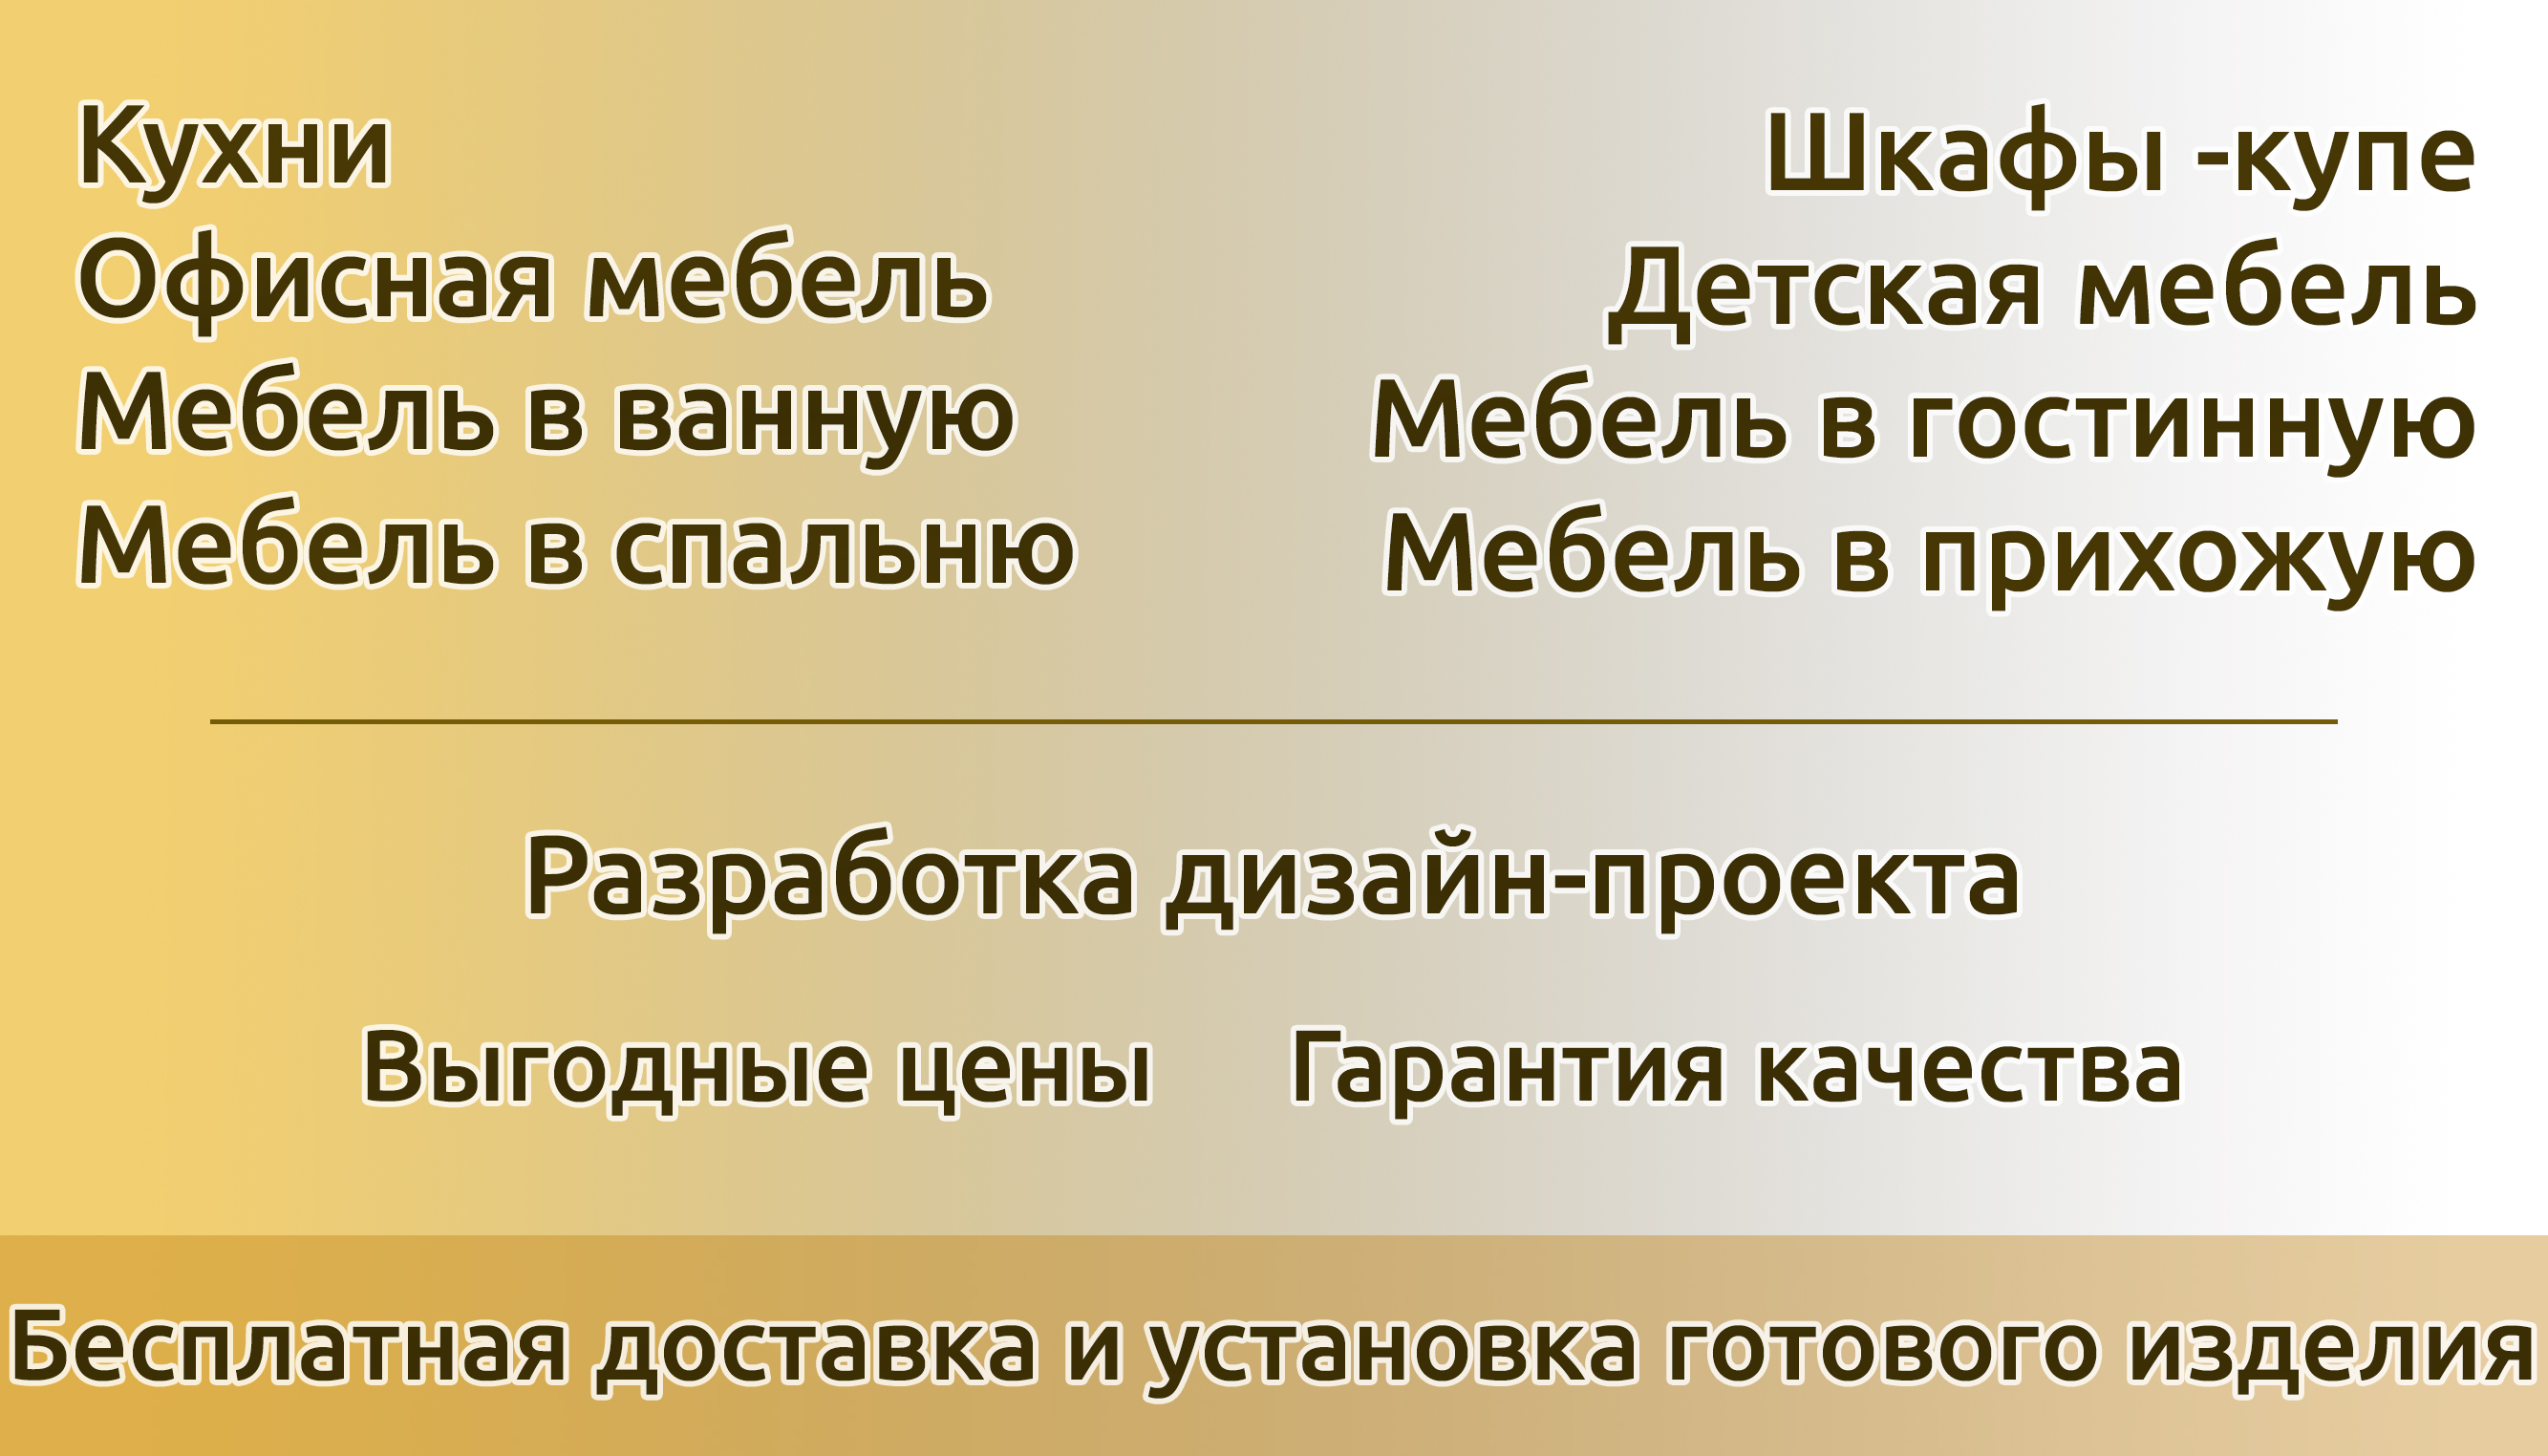 Кухни
Офисная мебель
Мебель в ванную
Мебель в спальню
Шкафы -купе
Детская мебель
Мебель в гостинную
Мебель в прихожую
Разработка дизайн-проекта
Выгодные цены
Гарантия качества
Бесплатная доставка и установка готового изделия